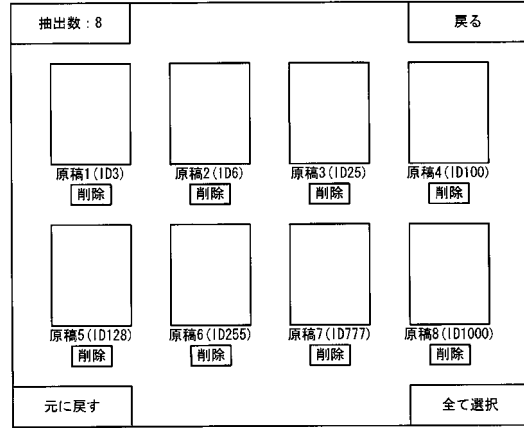 抽出数：8
戻る
原稿1(ID3) 原稿2(ID6) 原稿3(ID25) 原稿4(ID100)
削除 削除 削除 削除
原稿5(ID128) 原稿6(ID255) 原稿7(ID777) 原稿8(ID1000)
削除 削除 削除 削除
元に戻す
全て選択